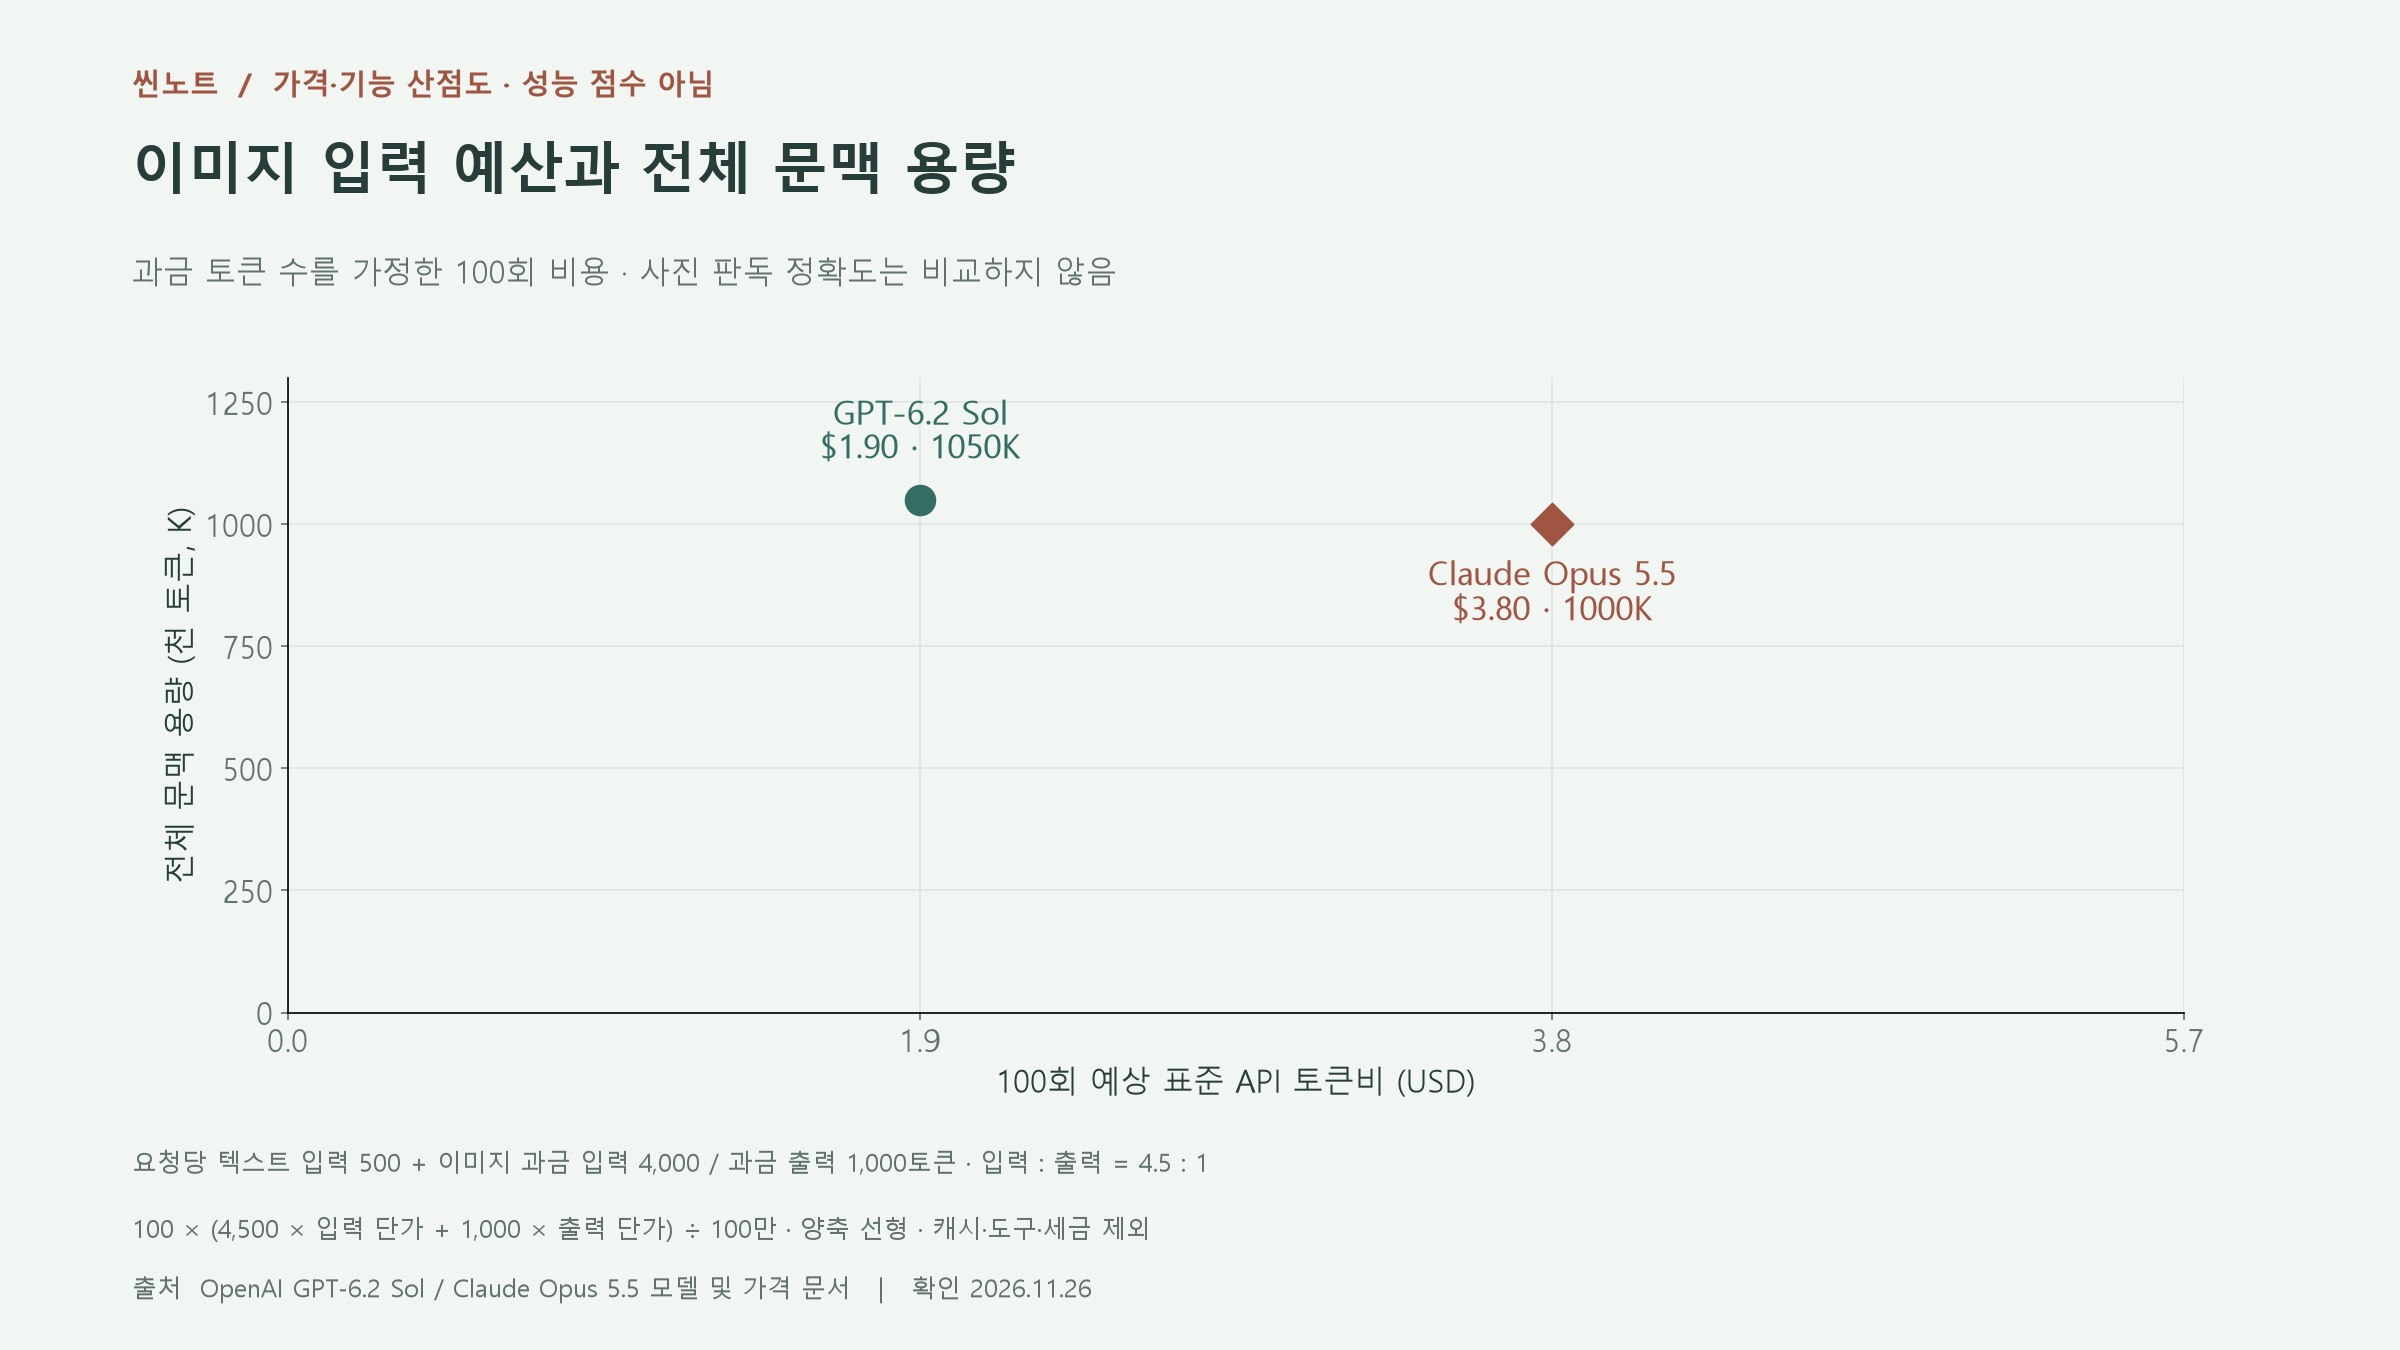 씬노트 / 가격·기능 산점도 · 성능 점수 아님
이미지 입력 예산과 전체 문맥 용량
과금 토큰 수를 가정한 100회 비용 · 사진 판독 정확도는 비교하지 않음
전체 문맥 용량 (천 토큰, K)
1250
1000
750
500
250
0
GPT-6.2 Sol
$1.90 · 1050K
Claude Opus 5.5
$3.80 · 1000K
0.0 1.9 3.8 5.7
100회 예상 표준 API 토큰비 (USD)
요청당 텍스트 입력 500 + 이미지 과금 입력 4,000 / 과금 출력 1,000토큰 · 입력 : 출력 = 4.5 : 1
100 × (4,500 × 입력 단가 + 1,000 × 출력 단가) ÷ 100만 · 양축 선형 · 캐시·도구·세금 제외
출처 OpenAI GPT-6.2 Sol / Claude Opus 5.5 모델 및 가격 문서 | 확인 2026.11.26